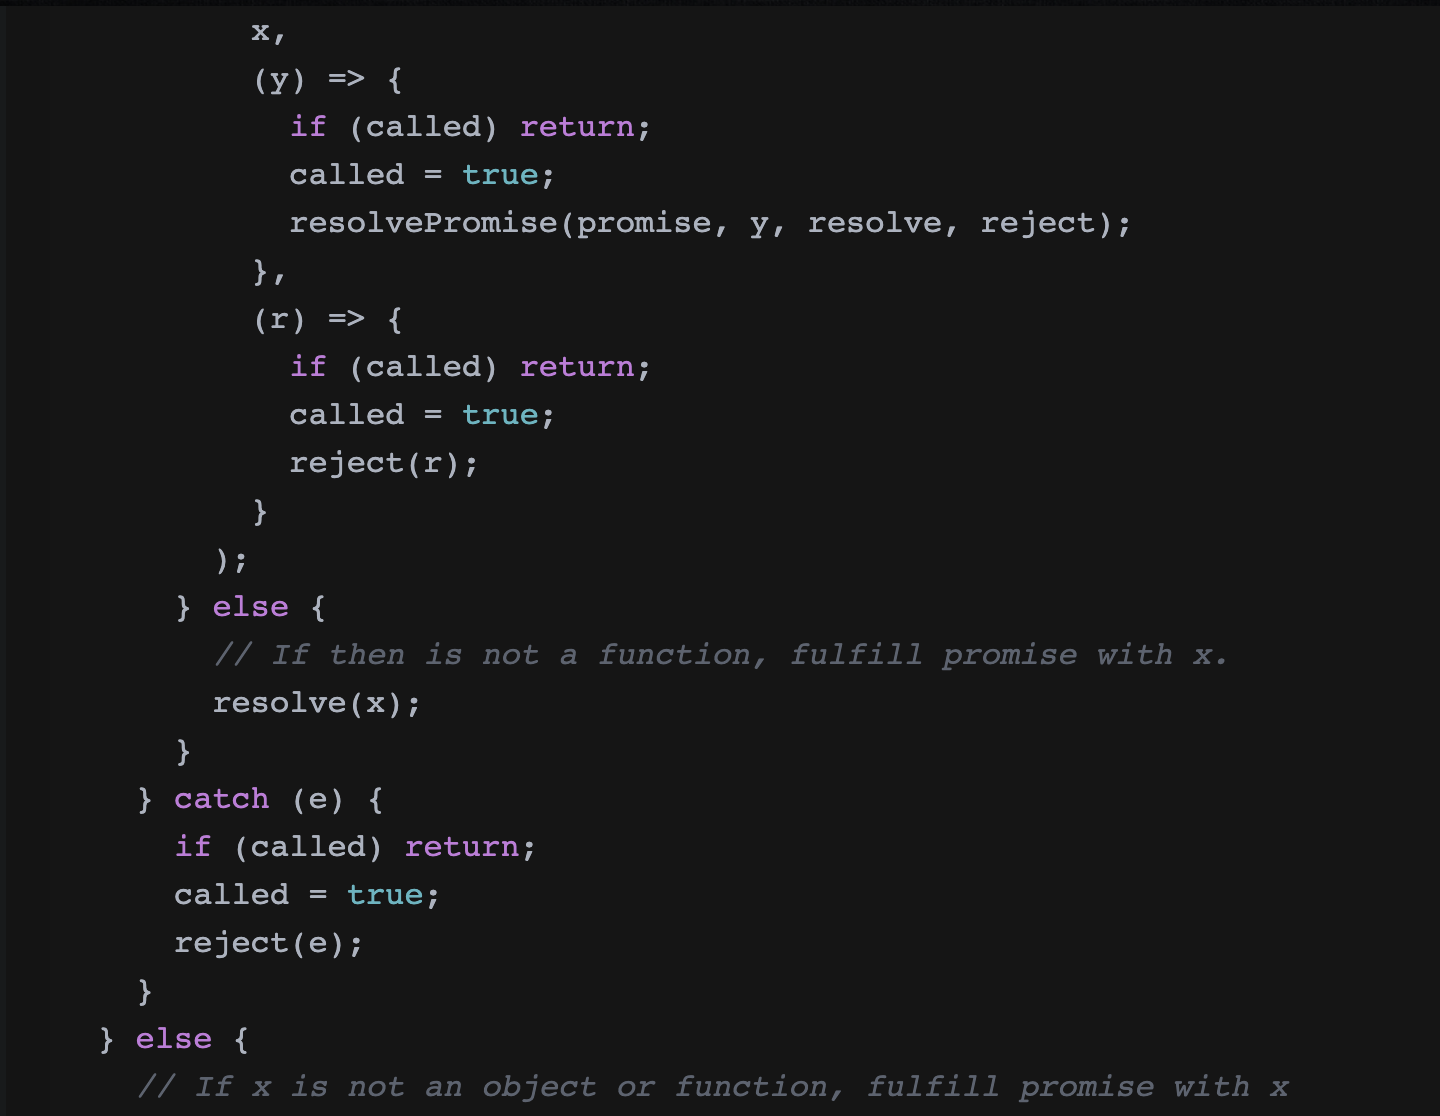 x,
(y) => {
if (called) return;
called = true;
resolvePromise(promise, y, resolve, reject);
},
(r) => {
if (called) return;
called = true;
reject(r);
}
);
} else {
// If then is not a function, fulfill promise with x.
resolve(x);
}
} catch (e) {
if (called) return;
called = true;
reject(e);
}
} else {
// If x is not an object or function, fulfill promise with x